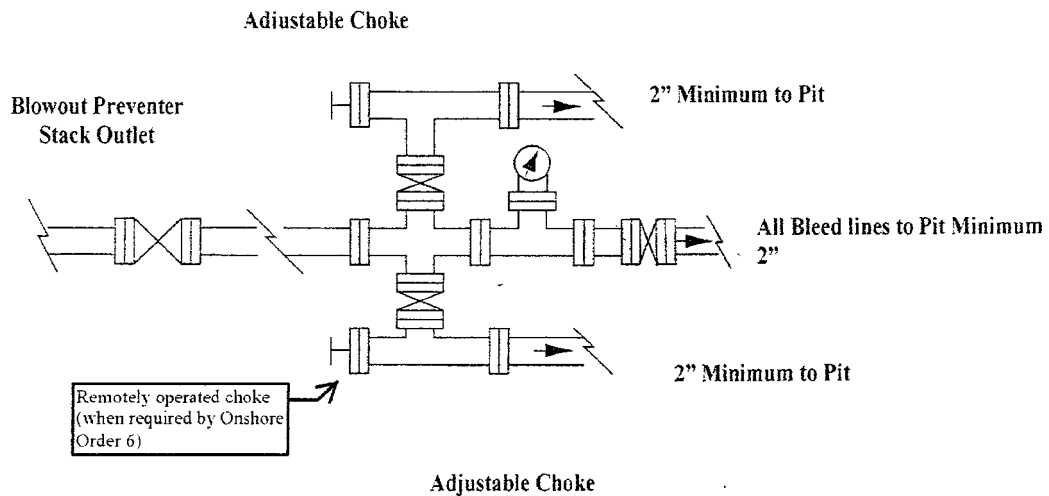 Adjustable Choke
Blowout Preventer
Stack Outlet
2” Minimum to Pit
All Bleed lines to Pit Minimum
2”
2” Minimum to Pit
Remotely operated choke
(when required by Onshore
Order 6)
Adjustable Choke